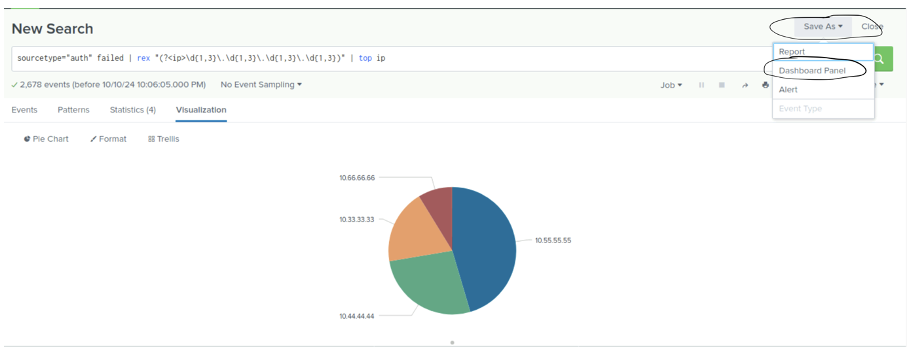 New Search
Save As ▾
Close
sourcetype="auth" failed | rex "(?<ip>\d{1,3}\.\d{1,3}\.\d{1,3}\.\d{1,3})" | top ip
Report
Dashboard Panel
Alert
Event Type
✓ 2,678 events (before 10/10/24 10:06:05.000 PM)
No Event Sampling ▾
Job ▾
Events
Patterns
Statistics (4)
Visualization
Pie Chart
Format
Trellis
10.66.66.66
10.33.33.33
10.55.55.55
10.44.44.44